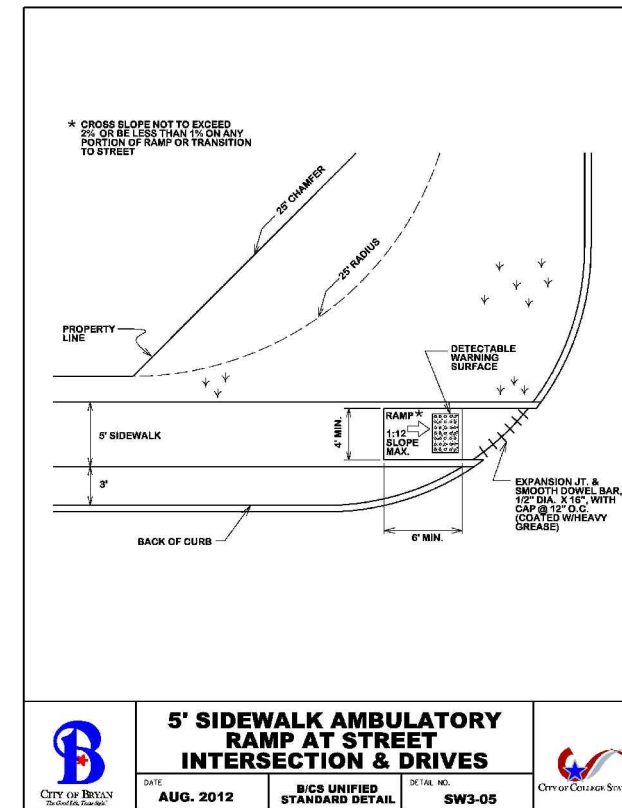 * CROSS SLOPE NOT TO EXCEED
2% OR BE LESS THAN 1% ON ANY
PORTION OF RAMP OR TRANSITION
TO STREET
25' CHAMFER
25' RADIUS
PROPERTY
LINE
DETECTABLE
WARNING
SURFACE
RAMP*
1:12
SLOPE
MAX.
4' MIN.
5' SIDEWALK
3'
6' MIN.
BACK OF CURB
EXPANSION JT. &
SMOOTH DOWEL BAR,
1/2" DIA. X 16", WITH
CAP @ 12" O.C.
(COATED W/HEAVY
GREASE)
5' SIDEWALK AMBULATORY
RAMP AT STREET
INTERSECTION & DRIVES
B
CITY OF BRYAN
The Good Life, Texas Style.
DATE
AUG. 2012
B/CS UNIFIED
STANDARD DETAIL
DETAIL NO.
SW3-05
CITY OF COLLEGE